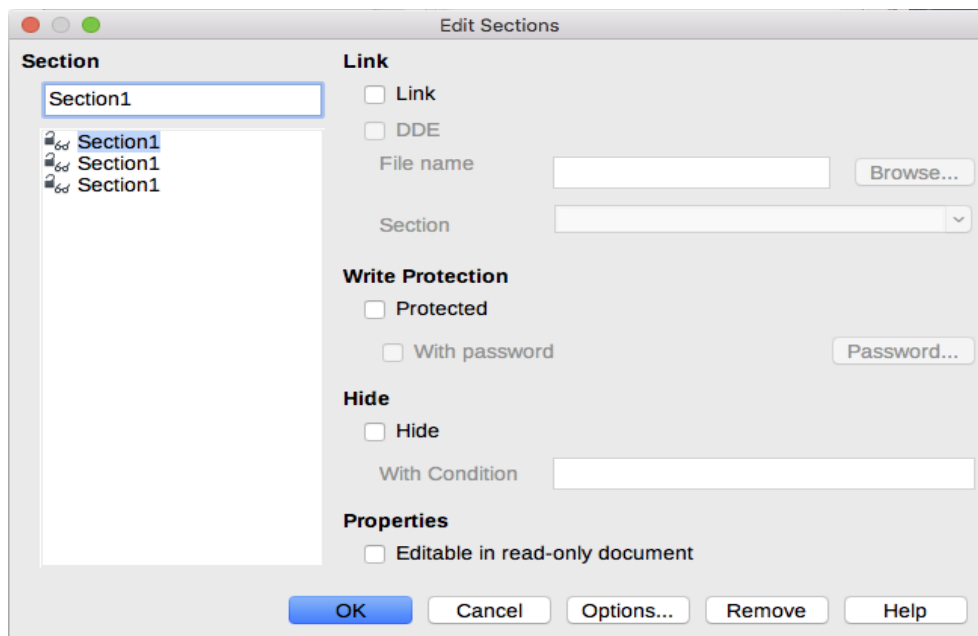 Edit Sections
Section
Section1
Section1
Section1
Section1
Link
Link
DDE
File name
Browse...
Section
Write Protection
Protected
With password
Password...
Hide
Hide
With Condition
Properties
Editable in read-only document
OK
Cancel
Options...
Remove
Help